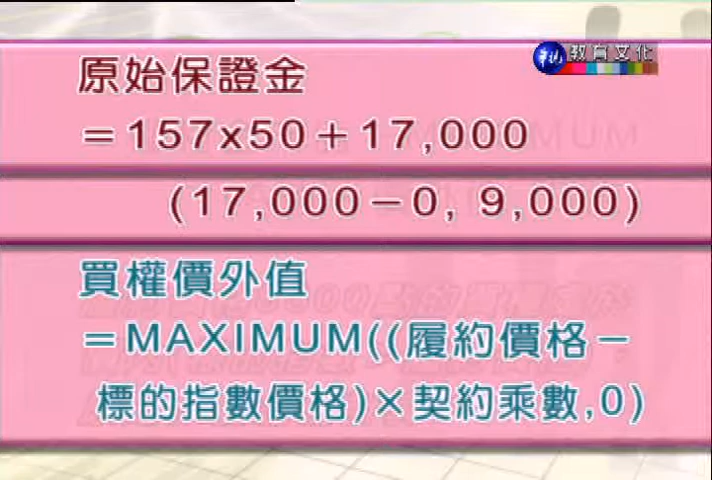 華視 教育文化
原始保證金
＝157x50＋17,000
(17,000－0, 9,000)
買權價外值
＝MAXIMUM((履約價格－
標的指數價格)×契約乘數,0)